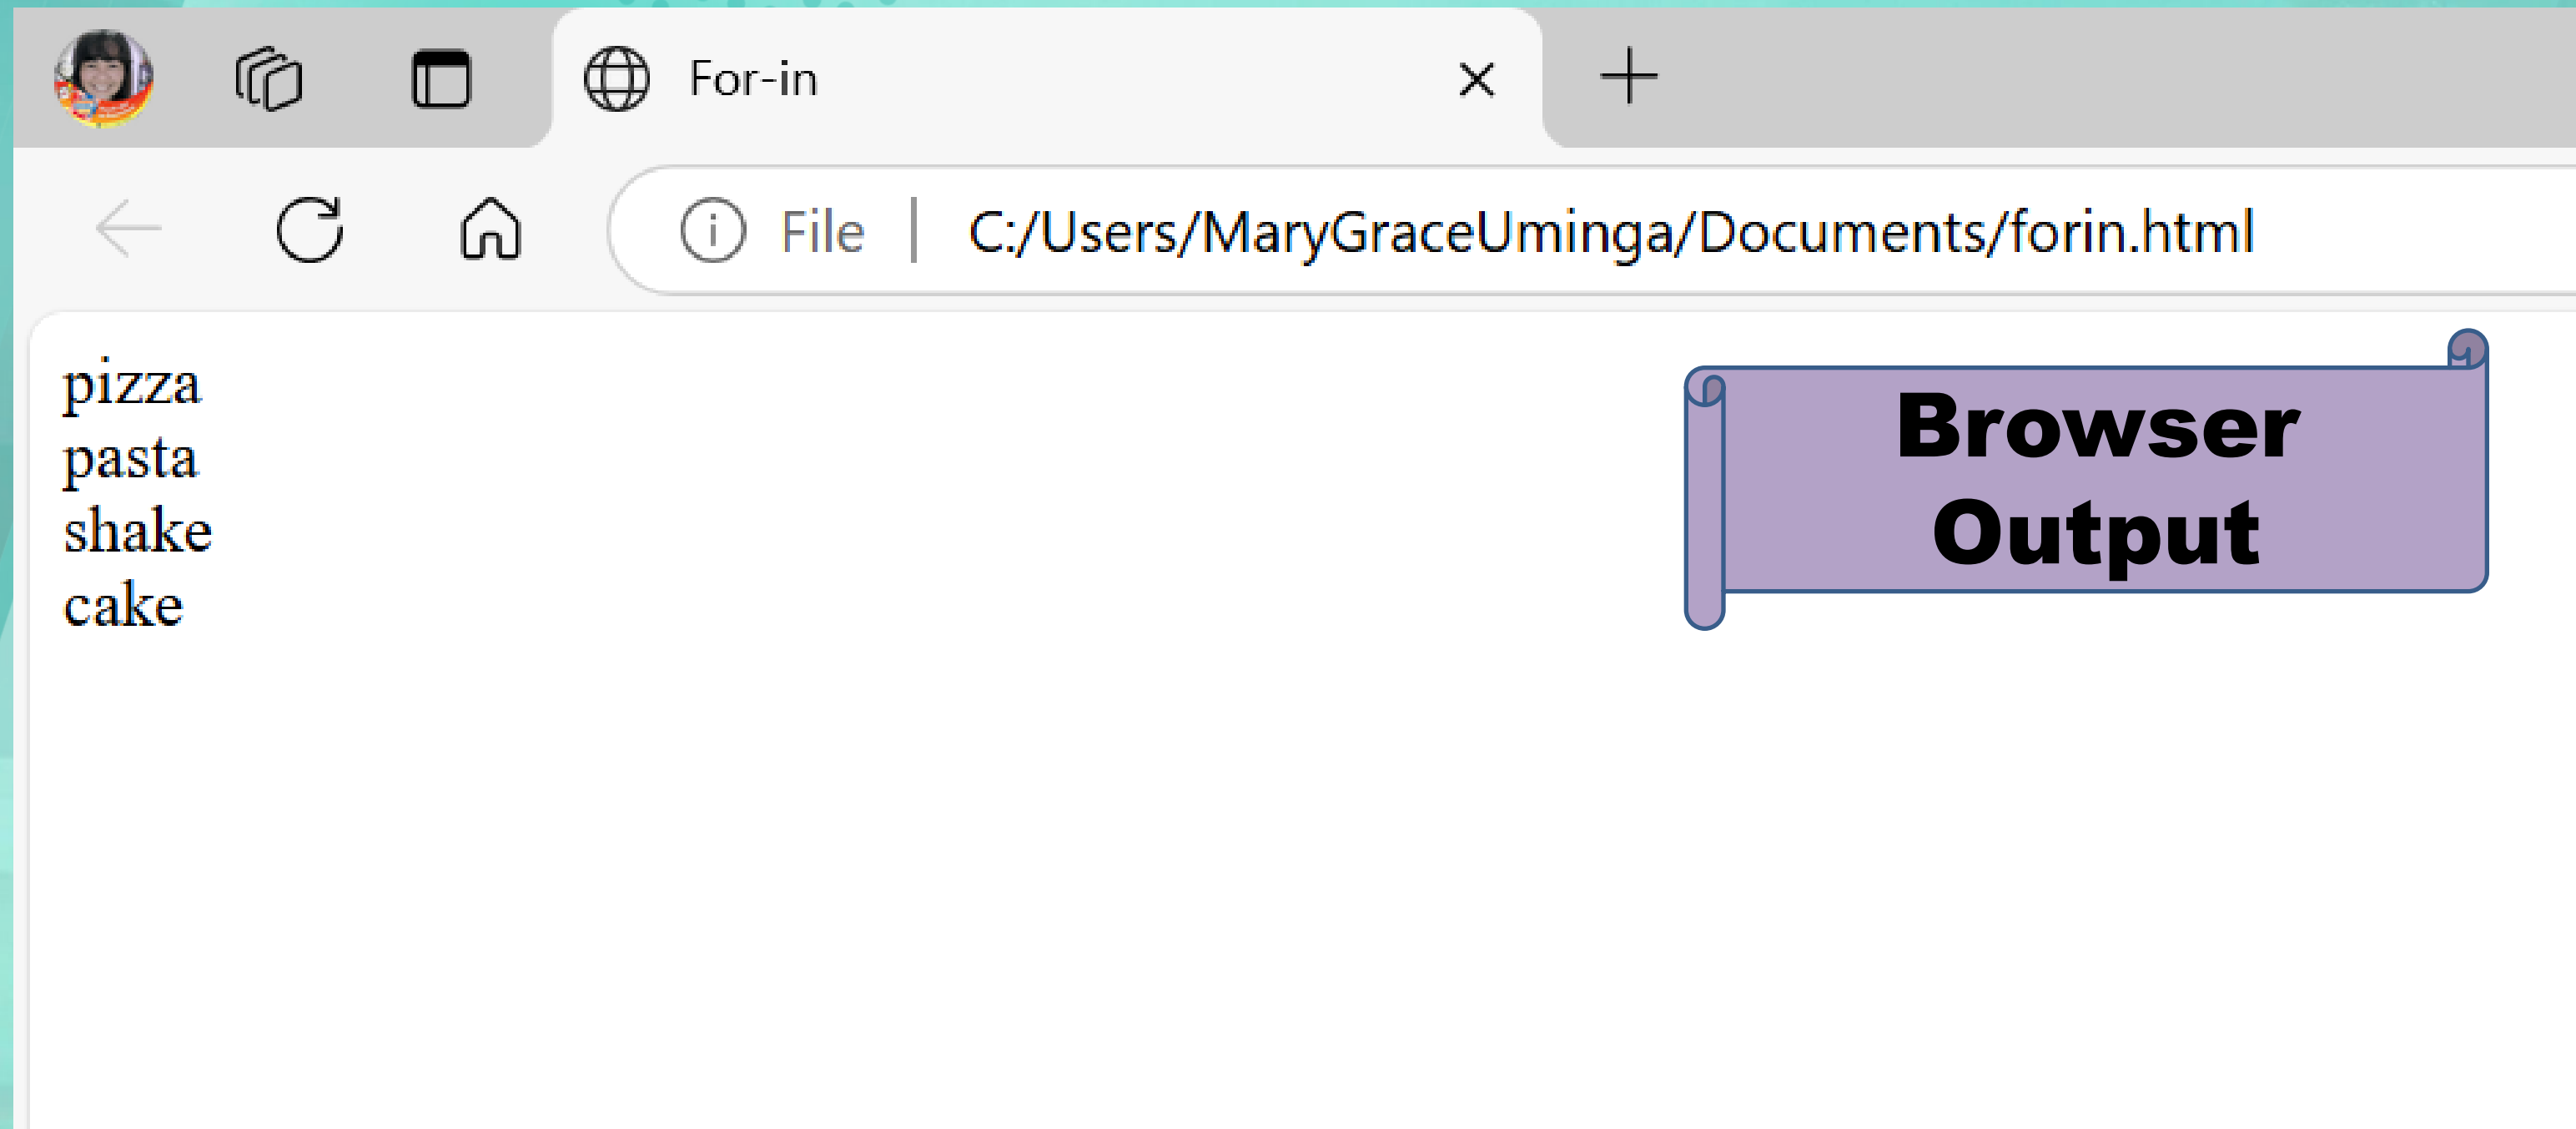 For-in
File | C:/Users/MaryGraceUminga/Documents/forin.html
pizza
pasta
shake
cake
Browser
Output